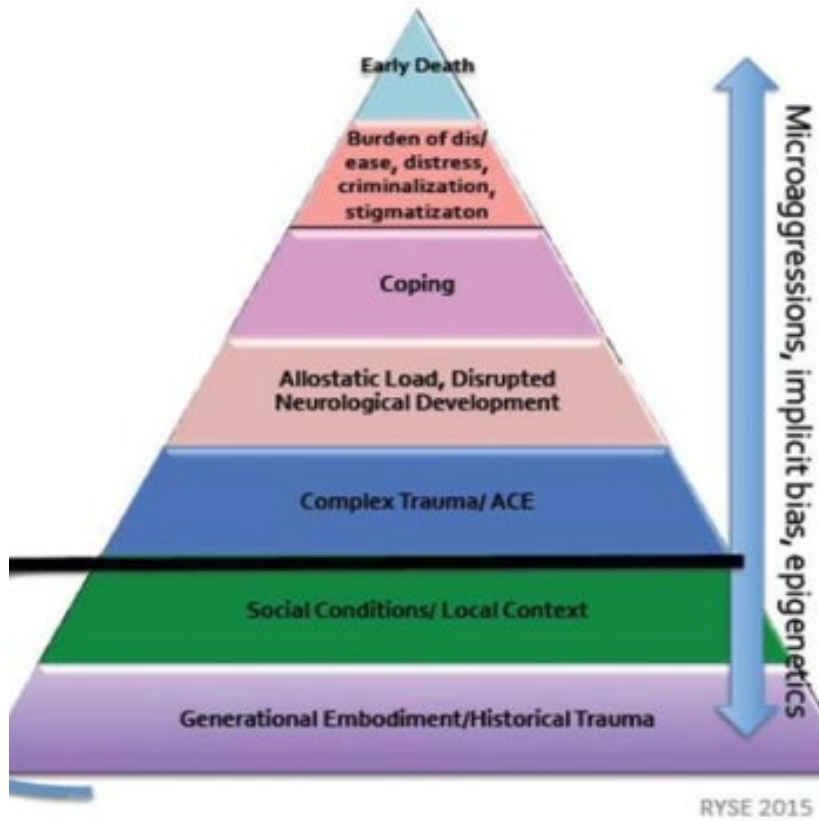 Early Death
Burden of dis/
ease, distress,
criminalization,
stigmatizaton
Coping
Allostatic Load, Disrupted
Neurological Development
Complex Trauma/ ACE
Social Conditions/ Local Context
Generational Embodiment/Historical Trauma
Microaggressions, implicit bias, epigenetics
RYSE 2015